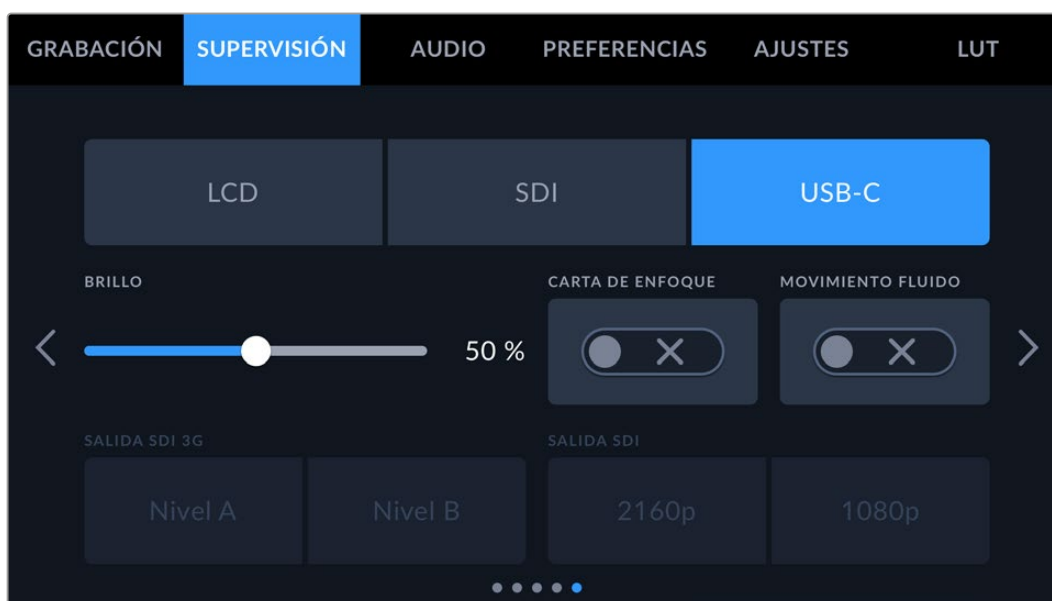 GRABACIÓN SUPERVISIÓN AUDIO PREFERENCIAS AJUSTES LUT
LCD SDI USB-C
BRILLO CARTA DE ENFOQUE MOVIMIENTO FLUIDO
50 %
SALIDA SDI 3G SALIDA SDI
Nivel A Nivel B 2160p 1080p